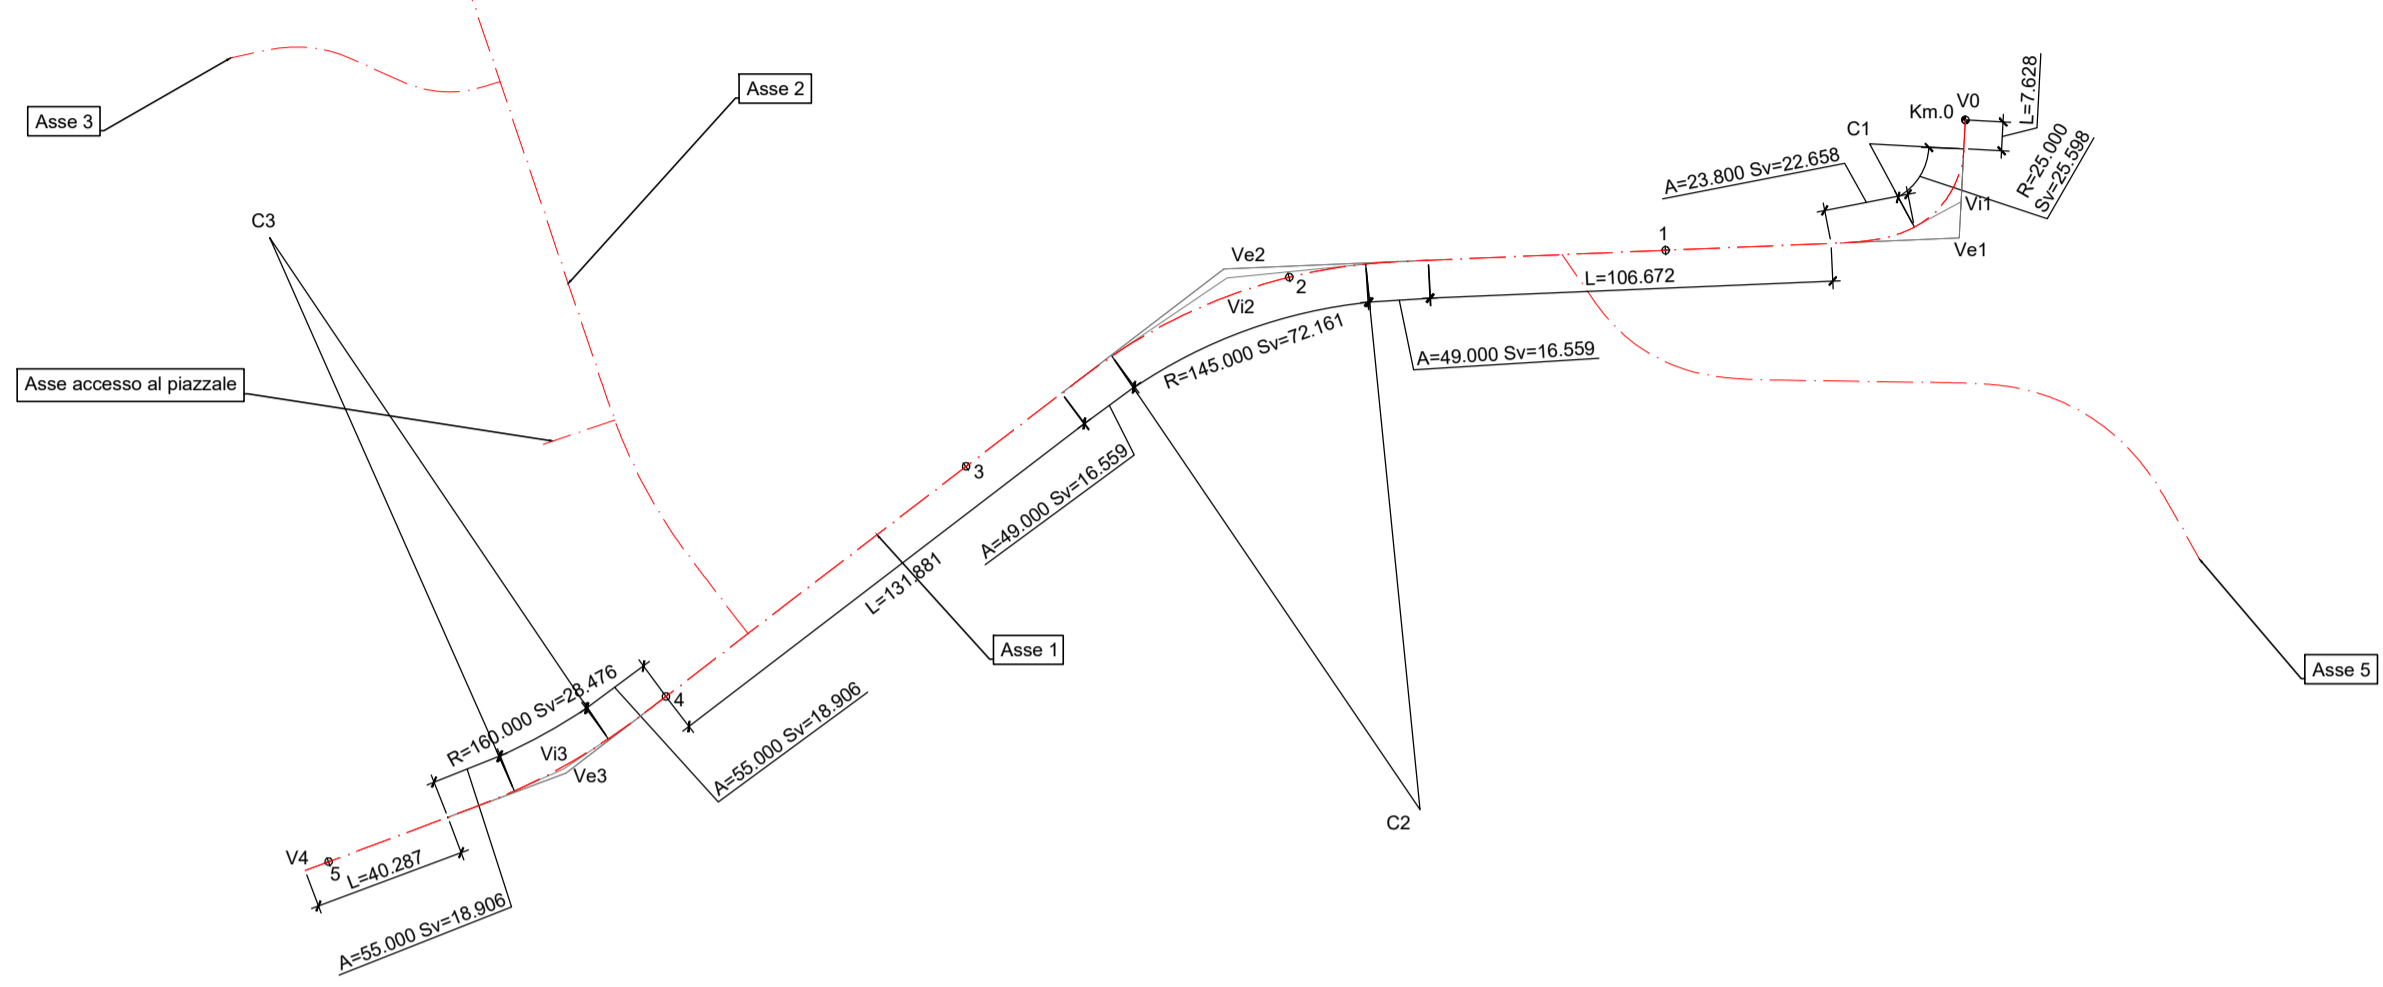 L=7.628
V0
Km.0
Asse 2
Asse 3
C1
R=25.000
Sv=25.598
A=23.800 Sv=22.658
Vi1
C3
1
Ve1
Ve2
L=106.672
2
Vi2
R=145.000 Sv=72.161
A=49.000 Sv=16.559
Asse accesso al piazzale
3
A=49.000 Sv=16.559
L=131.881
Asse 1
Asse 5
R=160.000 Sv=28.476
4
A=55.000 Sv=18.906
Vi3
Ve3
C2
V4
5
L=40.287
A=55.000 Sv=18.906